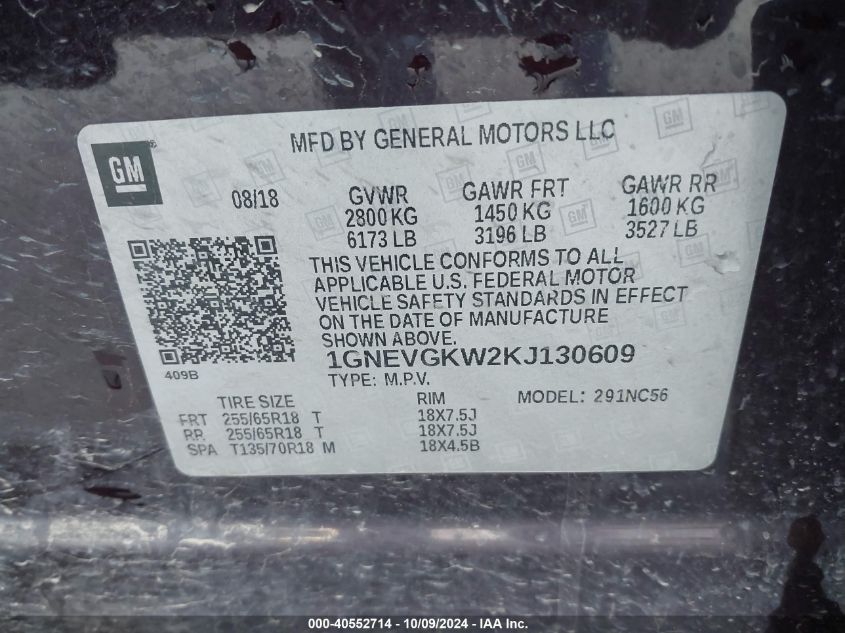 MFD BY GENERAL MOTORS LLC
GM
08/18
GVWR GAWR FRT GAWR RR
2800 KG 1450 KG 1600 KG
6173 LB 3196 LB 3527 LB
THIS VEHICLE CONFORMS TO ALL
APPLICABLE U.S. FEDERAL MOTOR
VEHICLE SAFETY STANDARDS IN EFFECT
ON THE DATE OF MANUFACTURE
SHOWN ABOVE.
1GNEVGKW2KJ130609
409B
TYPE: M.P.V.
TIRE SIZE RIM MODEL: 291NC56
FRT 255/65R18 T 18X7.5J
RR 255/65R18 T 18X7.5J
SPA T135/70R18 M 18X4.5B
000-40552714 - 10/09/2024 - www.IAAI.Com.